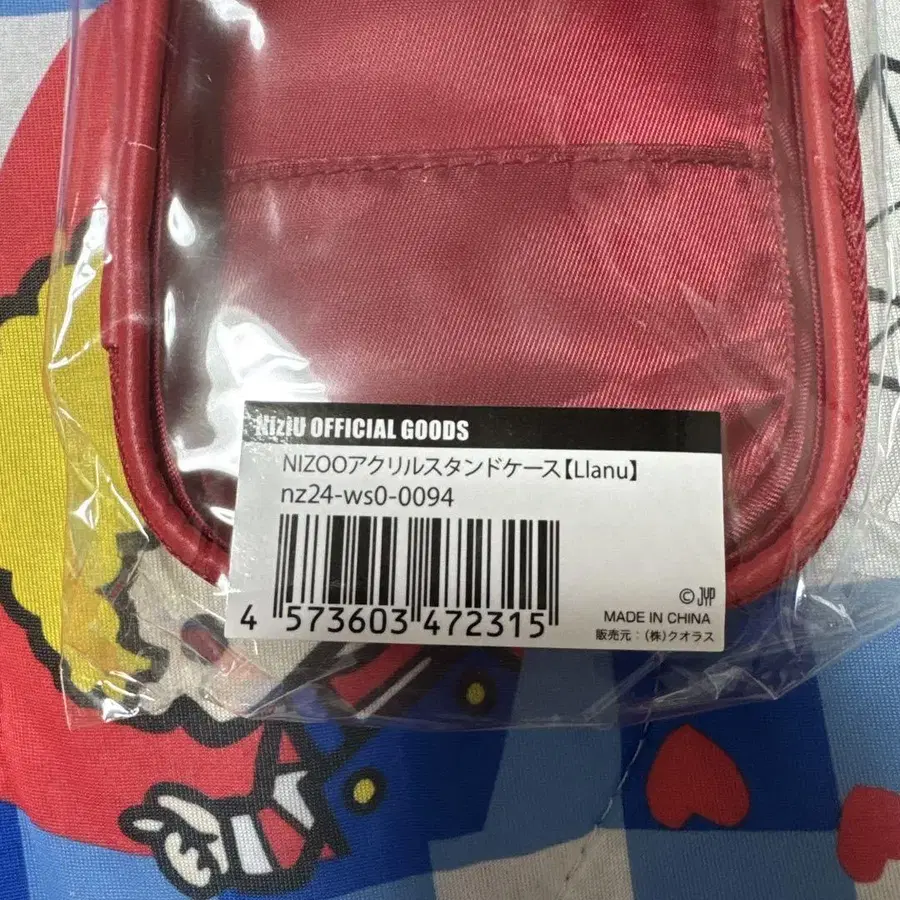 NiziU OFFICIAL GOODS
NIZOOアクリルスタンドケース【LIanu】
nz24-ws0-0094
4 573603 472315
© JYP
MADE IN CHINA
販売元：(株)クオラス